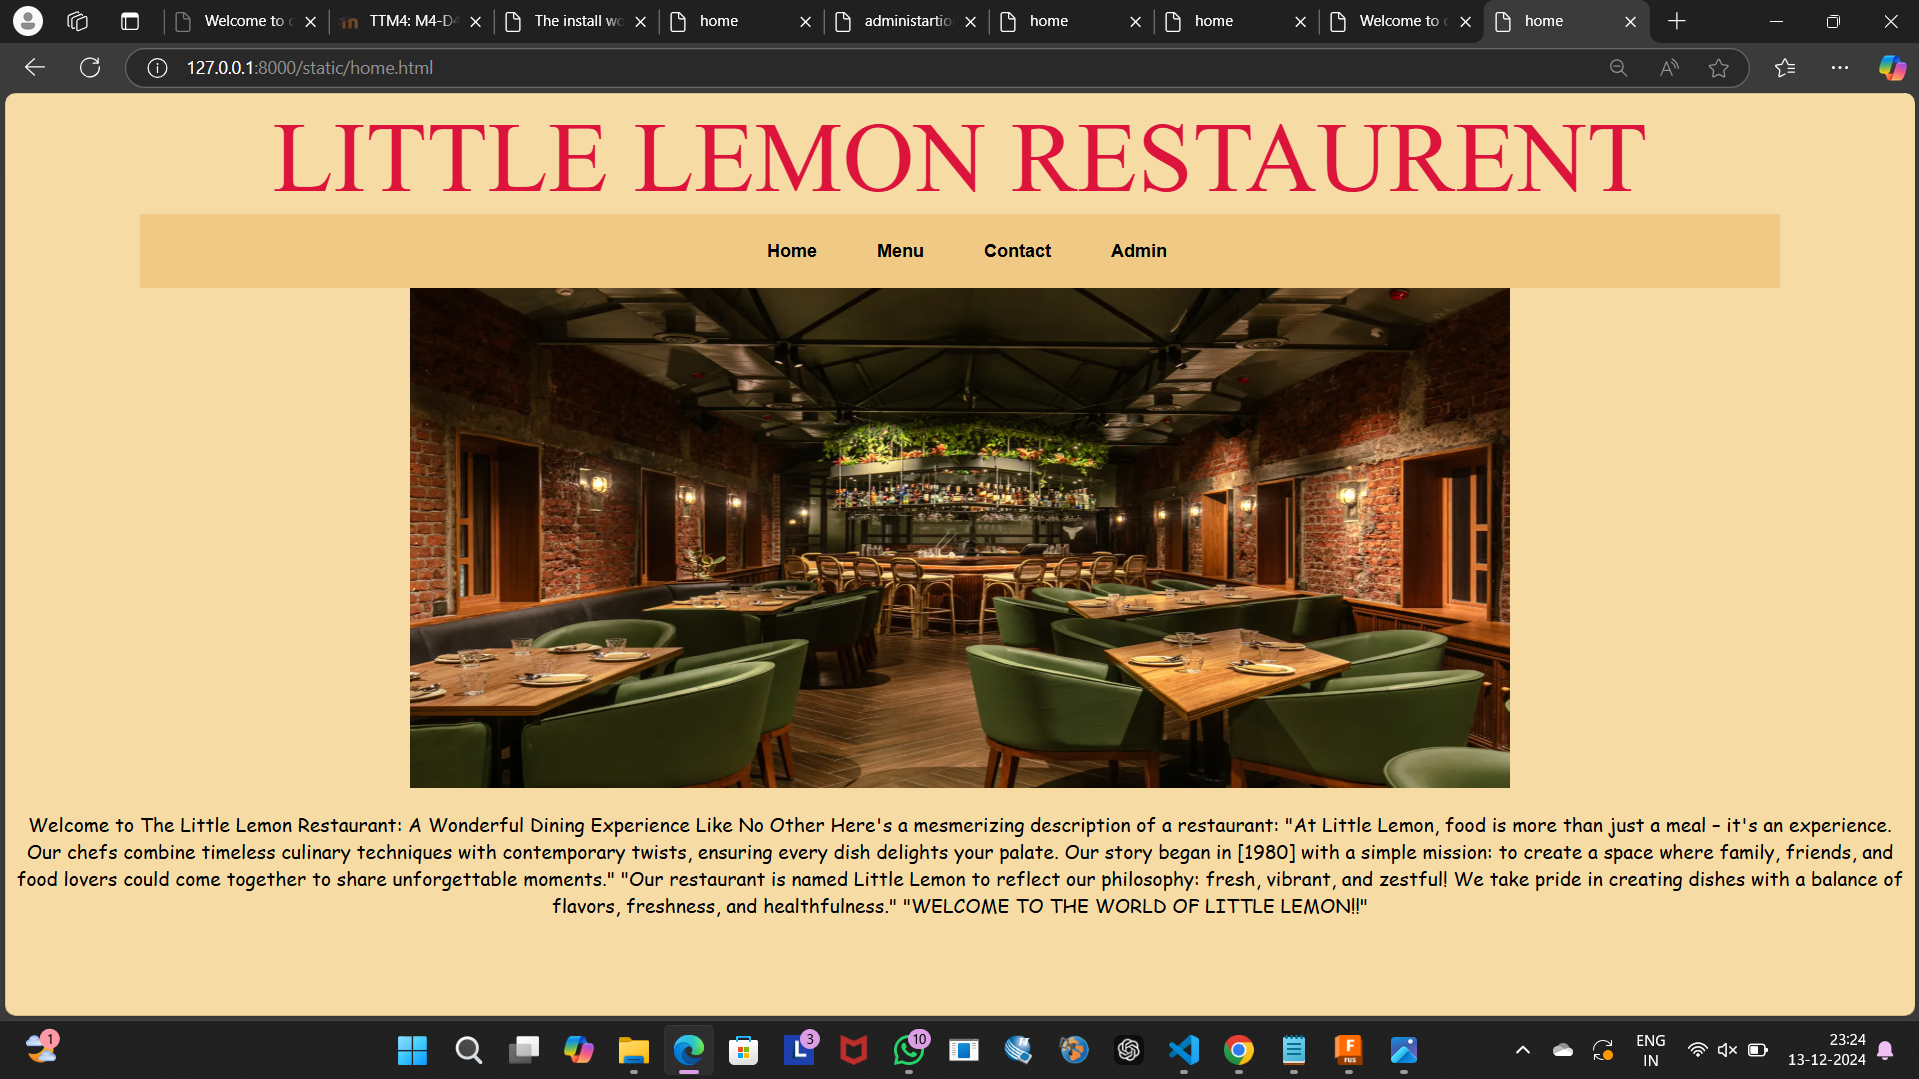 Welcome to
TTM4: M4-D4
The install wo
home
administartio
home
home
Welcome to
home
127.0.0.1:8000/static/home.html
LITTLE LEMON RESTAURENT
Home Menu Contact Admin
Welcome to The Little Lemon Restaurant: A Wonderful Dining Experience Like No Other Here's a mesmerizing description of a restaurant: "At Little Lemon, food is more than just a meal – it's an experience.
Our chefs combine timeless culinary techniques with contemporary twists, ensuring every dish delights your palate. Our story began in [1980] with a simple mission: to create a space where family, friends, and
food lovers could come together to share unforgettable moments." "Our restaurant is named Little Lemon to reflect our philosophy: fresh, vibrant, and zestful! We take pride in creating dishes with a balance of
flavors, freshness, and healthfulness." "WELCOME TO THE WORLD OF LITTLE LEMON!!"
1
L 3
10
F
FUS
ENG
IN
23:24
13-12-2024